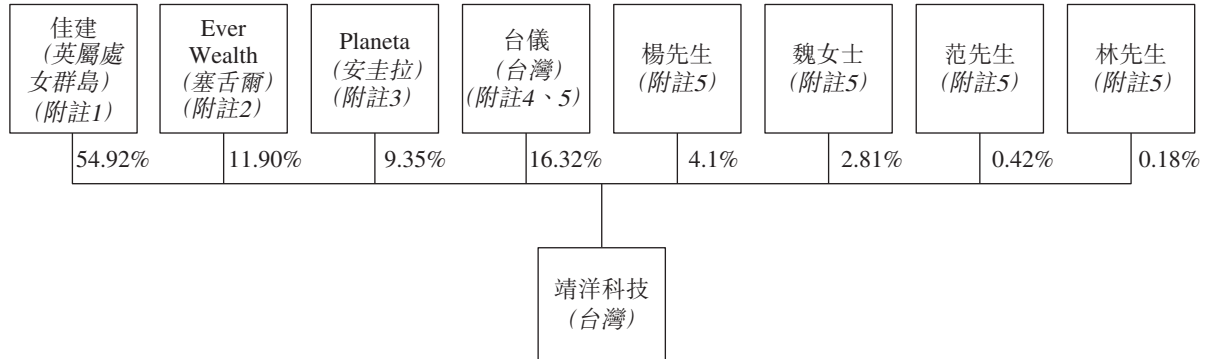 佳建
(英屬處
女群島)
(附註1)
Ever
Wealth
(塞舌爾)
(附註2)
Planeta
(安圭拉)
(附註3)
台儀
(台灣)
(附註4、5)
楊先生
(附註5)
魏女士
(附註5)
范先生
(附註5)
林先生
(附註5)
54.92%
11.90%
9.35%
16.32%
4.1%
2.81%
0.42%
0.18%
靖洋科技
(台灣)